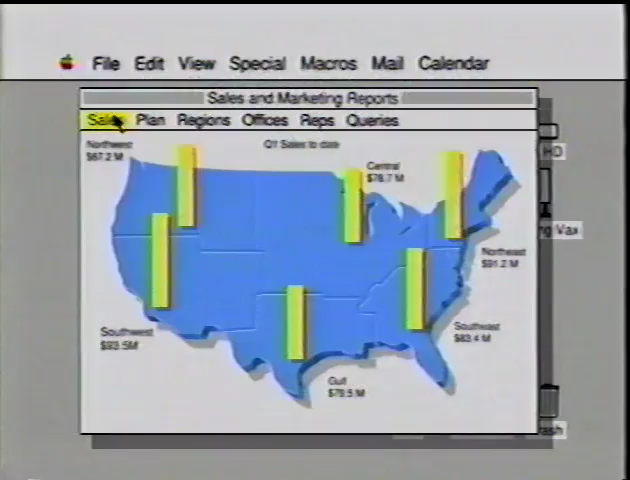 File Edit View Special Macros Mail Calendar
Sales and Marketing Reports
Sales Plan Regions Offices Reps Queries
Northwest
$67.2 M
Q1 Sales to date
Central
$78.7 M
HD
Vax
Northeast
$91.2 M
Southwest
$93.5M
Southeast
$83.4 M
Gulf
$79.5 M